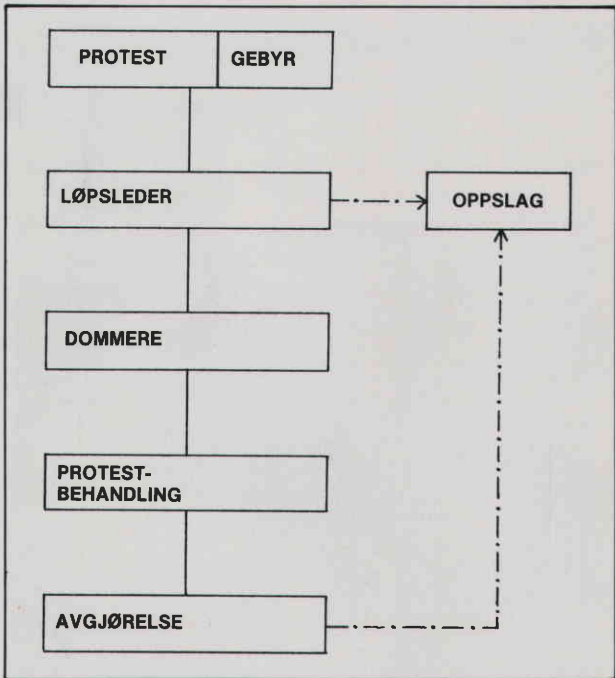 PROTEST GEBYR
LØPSLEDER
OPPSLAG
DOMMERE
PROTEST-
BEHANDLING
AVGJØRELSE